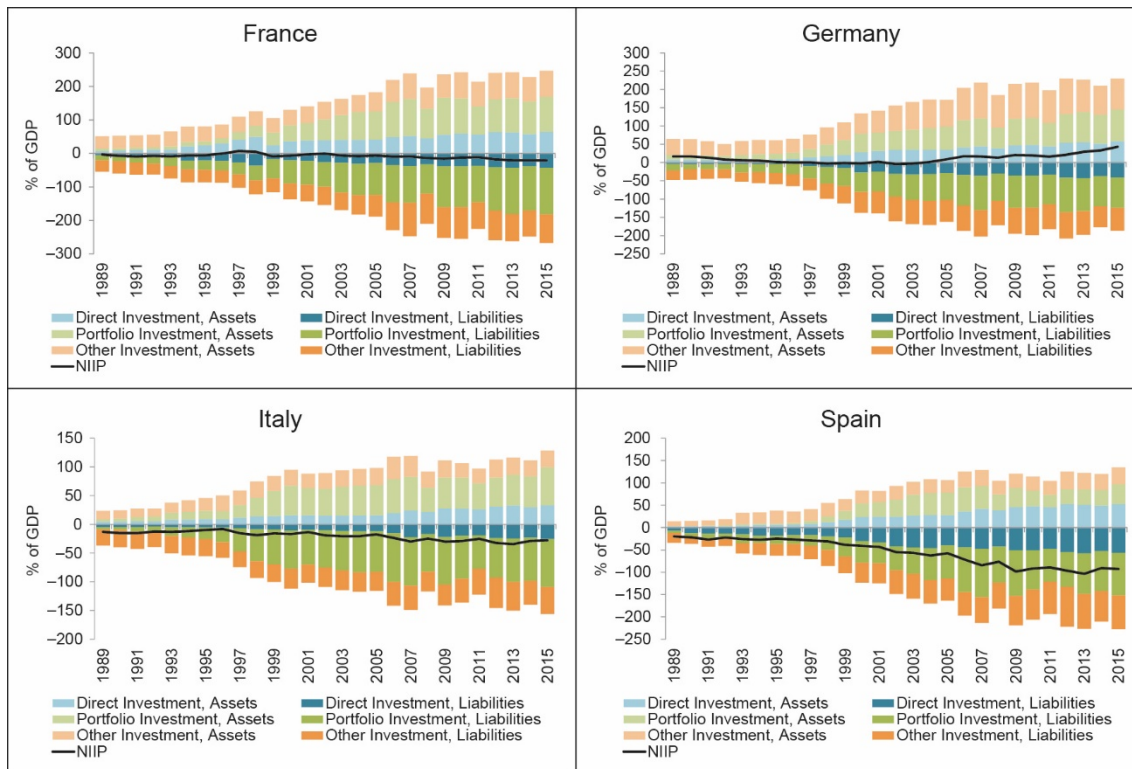 France
% of GDP
300
200
100
0
–100
–200
–300
1989
1991
1993
1995
1997
1999
2001
2003
2005
2007
2009
2011
2013
2015
Direct Investment, Assets
Direct Investment, Liabilities
Portfolio Investment, Assets
Portfolio Investment, Liabilities
Other Investment, Assets
Other Investment, Liabilities
NIIP
Germany
% of GDP
300
250
200
150
100
50
0
–50
–100
–150
–200
–250
1989
1991
1993
1995
1997
1999
2001
2003
2005
2007
2009
2011
2013
2015
Direct Investment, Assets
Direct Investment, Liabilities
Portfolio Investment, Assets
Portfolio Investment, Liabilities
Other Investment, Assets
Other Investment, Liabilities
NIIP
Italy
% of GDP
150
100
50
0
–50
–100
–150
–200
1989
1991
1993
1995
1997
1999
2001
2003
2005
2007
2009
2011
2013
2015
Direct Investment, Assets
Direct Investment, Liabilities
Portfolio Investment, Assets
Portfolio Investment, Liabilities
Other Investment, Assets
Other Investment, Liabilities
NIIP
Spain
% of GDP
200
150
100
50
0
–50
–100
–150
–200
–250
1989
1991
1993
1995
1997
1999
2001
2003
2005
2007
2009
2011
2013
2015
Direct Investment, Assets
Direct Investment, Liabilities
Portfolio Investment, Assets
Portfolio Investment, Liabilities
Other Investment, Assets
Other Investment, Liabilities
NIIP